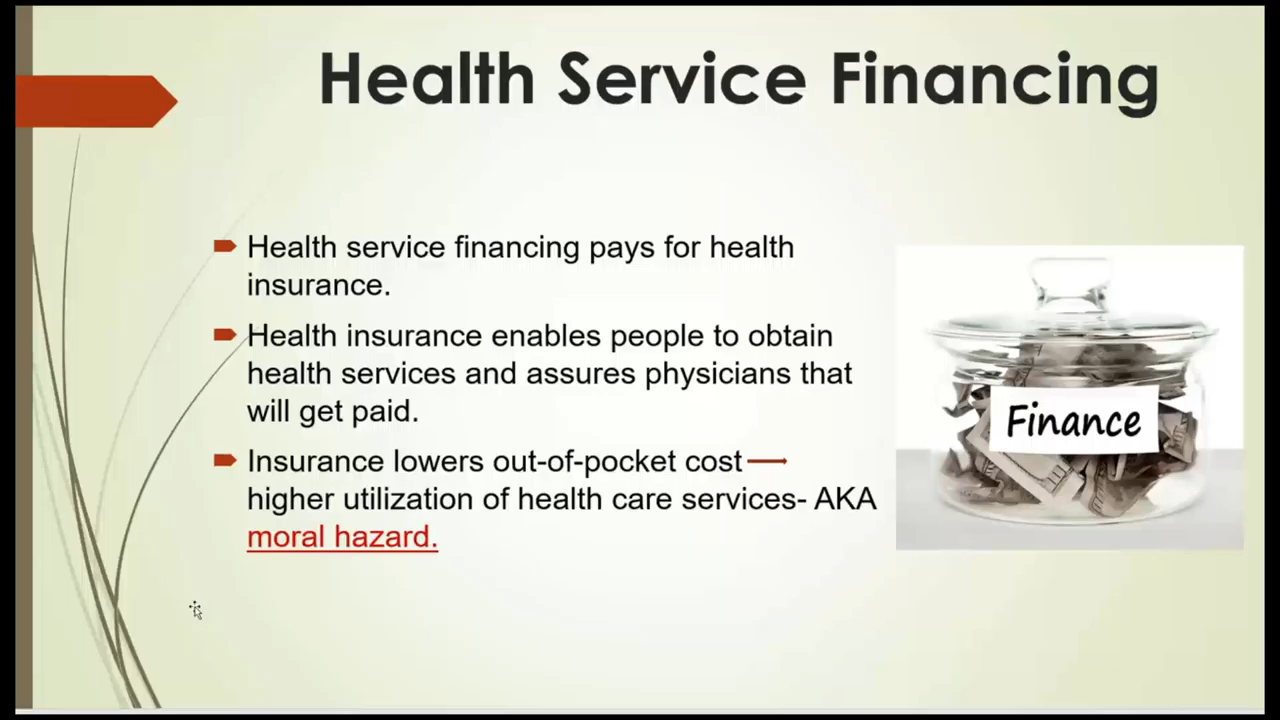 Health Service Financing
Health service financing pays for health
insurance.
Health insurance enables people to obtain
health services and assures physicians that
will get paid.
Insurance lowers out-of-pocket cost
higher utilization of health care services- AKA
moral hazard.
Finance